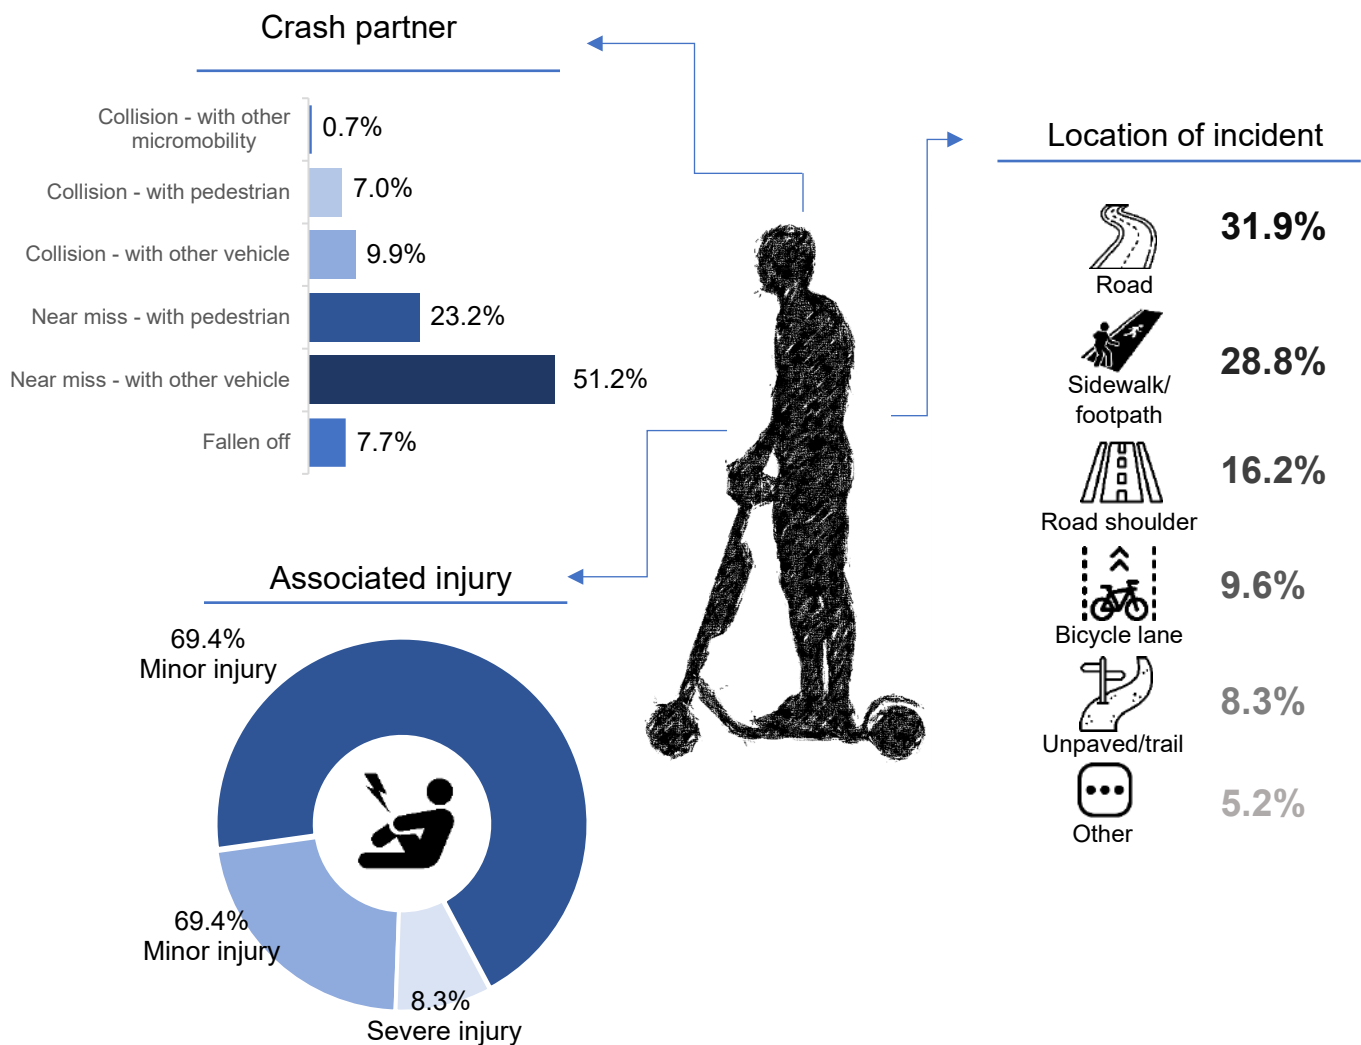 Crash partner
Collision - with other
micromobility
0.7%
Collision - with pedestrian
7.0%
Collision - with other vehicle
9.9%
Near miss - with pedestrian
23.2%
Near miss - with other vehicle
51.2%
Fallen off
7.7%
Associated injury
69.4%
Minor injury
69.4%
Minor injury
8.3%
Severe injury
Location of incident
Road
31.9%
Sidewalk/
footpath
28.8%
Road shoulder
16.2%
Bicycle lane
9.6%
Unpaved/trail
8.3%
Other
5.2%